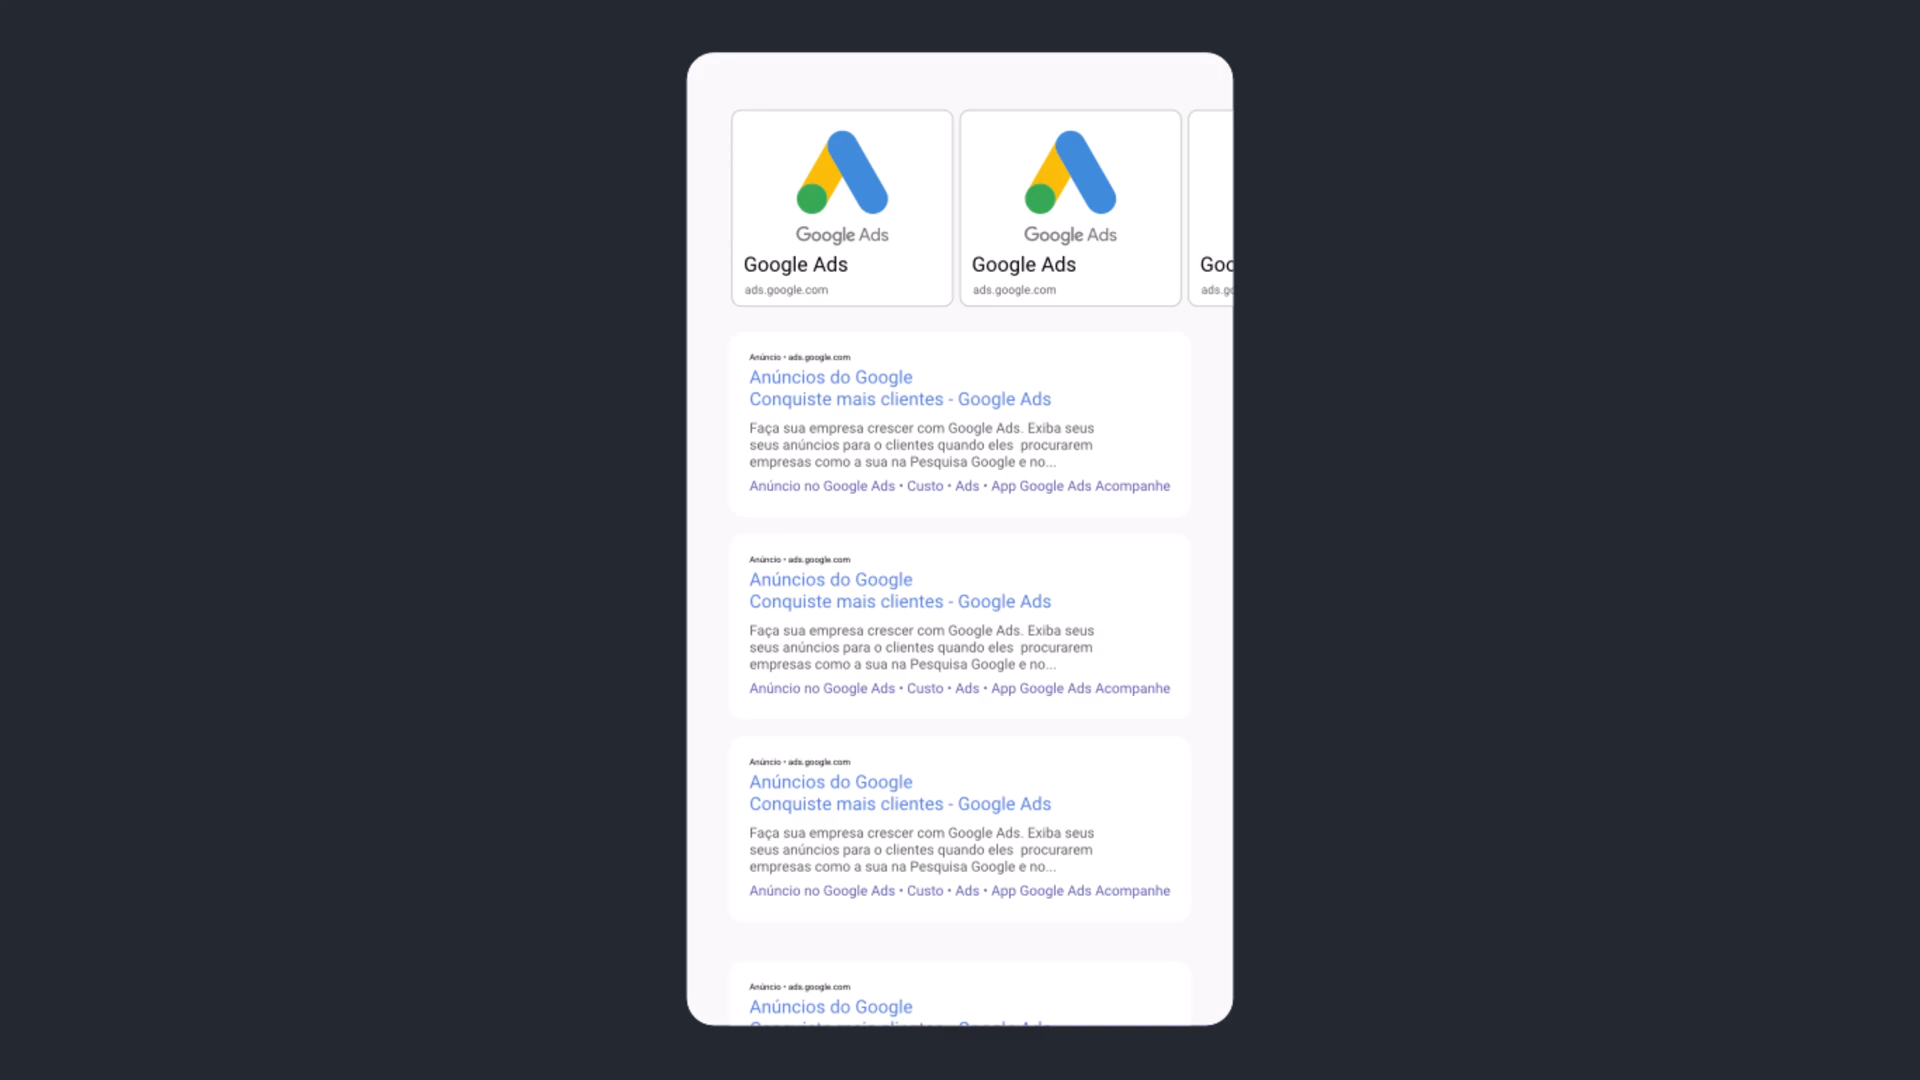 Google Ads
Google Ads
ads.google.com
Google Ads
Google Ads
ads.google.com
Anúncio • ads.google.com
Anúncios do Google
Conquiste mais clientes - Google Ads
Faça sua empresa crescer com Google Ads. Exiba seus
seus anúncios para o clientes quando eles procurarem
empresas como a sua na Pesquisa Google e no...
Anúncio no Google Ads • Custo • Ads • App Google Ads Acompanhe
Anúncio • ads.google.com
Anúncios do Google
Conquiste mais clientes - Google Ads
Faça sua empresa crescer com Google Ads. Exiba seus
seus anúncios para o clientes quando eles procurarem
empresas como a sua na Pesquisa Google e no...
Anúncio no Google Ads • Custo • Ads • App Google Ads Acompanhe
Anúncio • ads.google.com
Anúncios do Google
Conquiste mais clientes - Google Ads
Faça sua empresa crescer com Google Ads. Exiba seus
seus anúncios para o clientes quando eles procurarem
empresas como a sua na Pesquisa Google e no...
Anúncio no Google Ads • Custo • Ads • App Google Ads Acompanhe
Anúncio • ads.google.com
Anúncios do Google